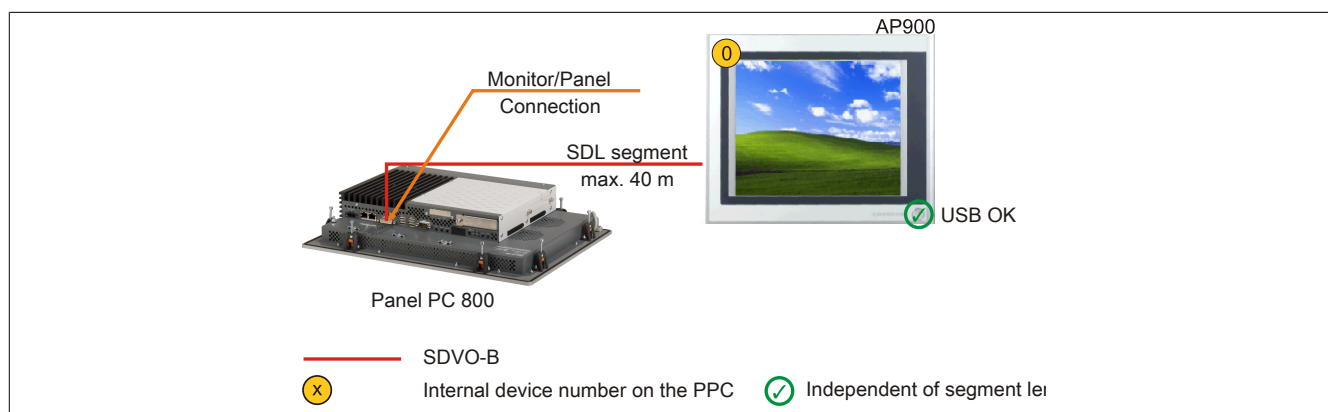 AP900
0
Monitor/Panel
Connection
SDL segment
max. 40 m
USB OK
Panel PC 800
SDVO-B
x
Internal device number on the PPC
Independent of segment ler